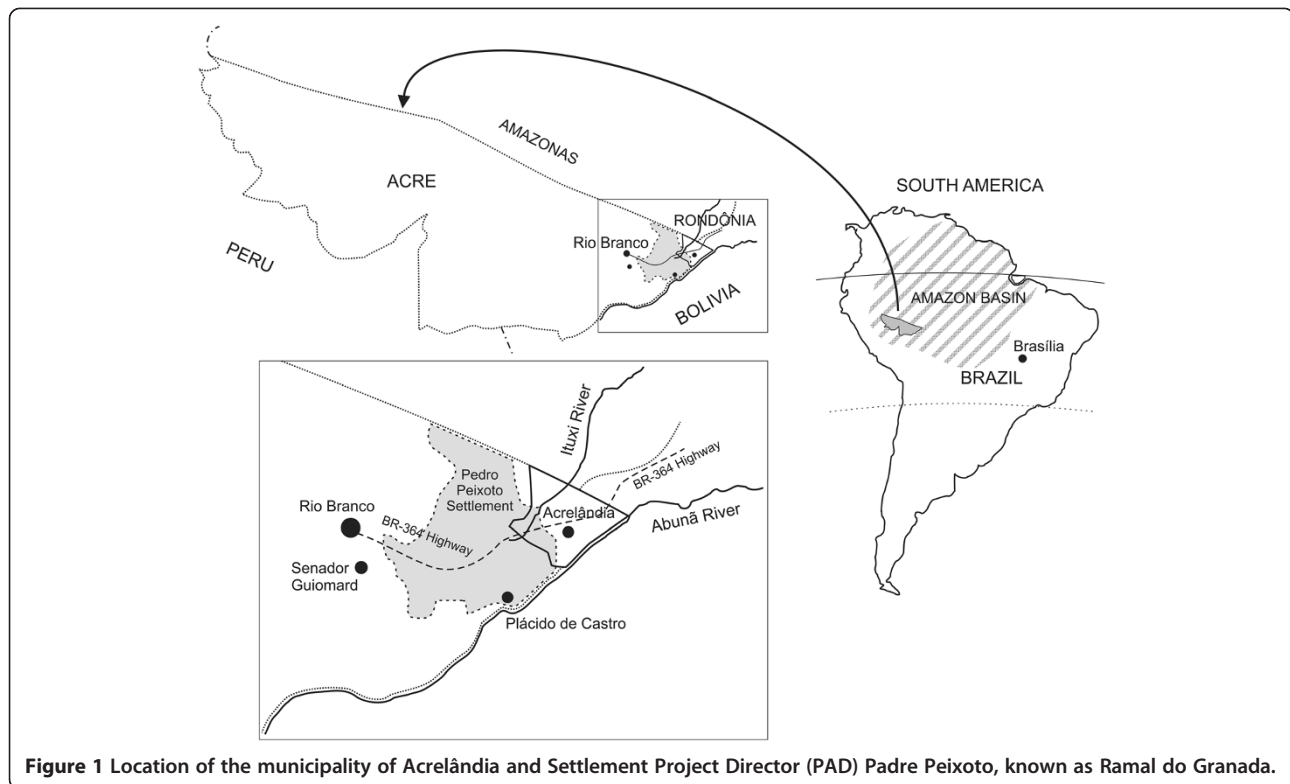 AMAZONAS
ACRE
PERU
RONDÔNIA
Rio Branco
BOLIVIA
SOUTH AMERICA
AMAZON BASIN
Brasília
BRAZIL
Ituxi River
BR-364 Highway
Pedro
Peixoto
Settlement
Rio Branco
Acrelândia
Abunã River
BR-364 Highway
Senador
Guiomard
Plácido de Castro
Figure 1 Location of the municipality of Acrelândia and Settlement Project Director (PAD) Padre Peixoto, known as Ramal do Granada.